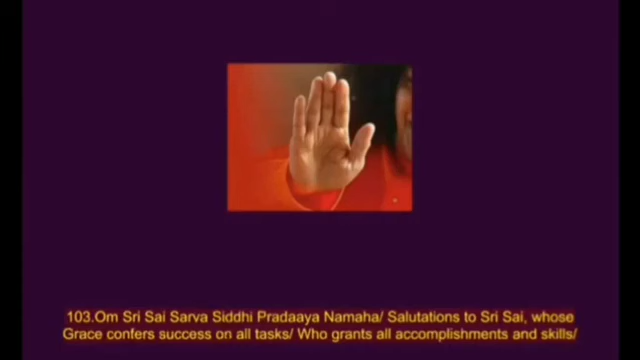 103.Om Sri Sai Sarva Siddhi Pradaaya Namaha/ Salutations to Sri Sai, whose
Grace confers success on all tasks/ Who grants all accomplishments and skills/